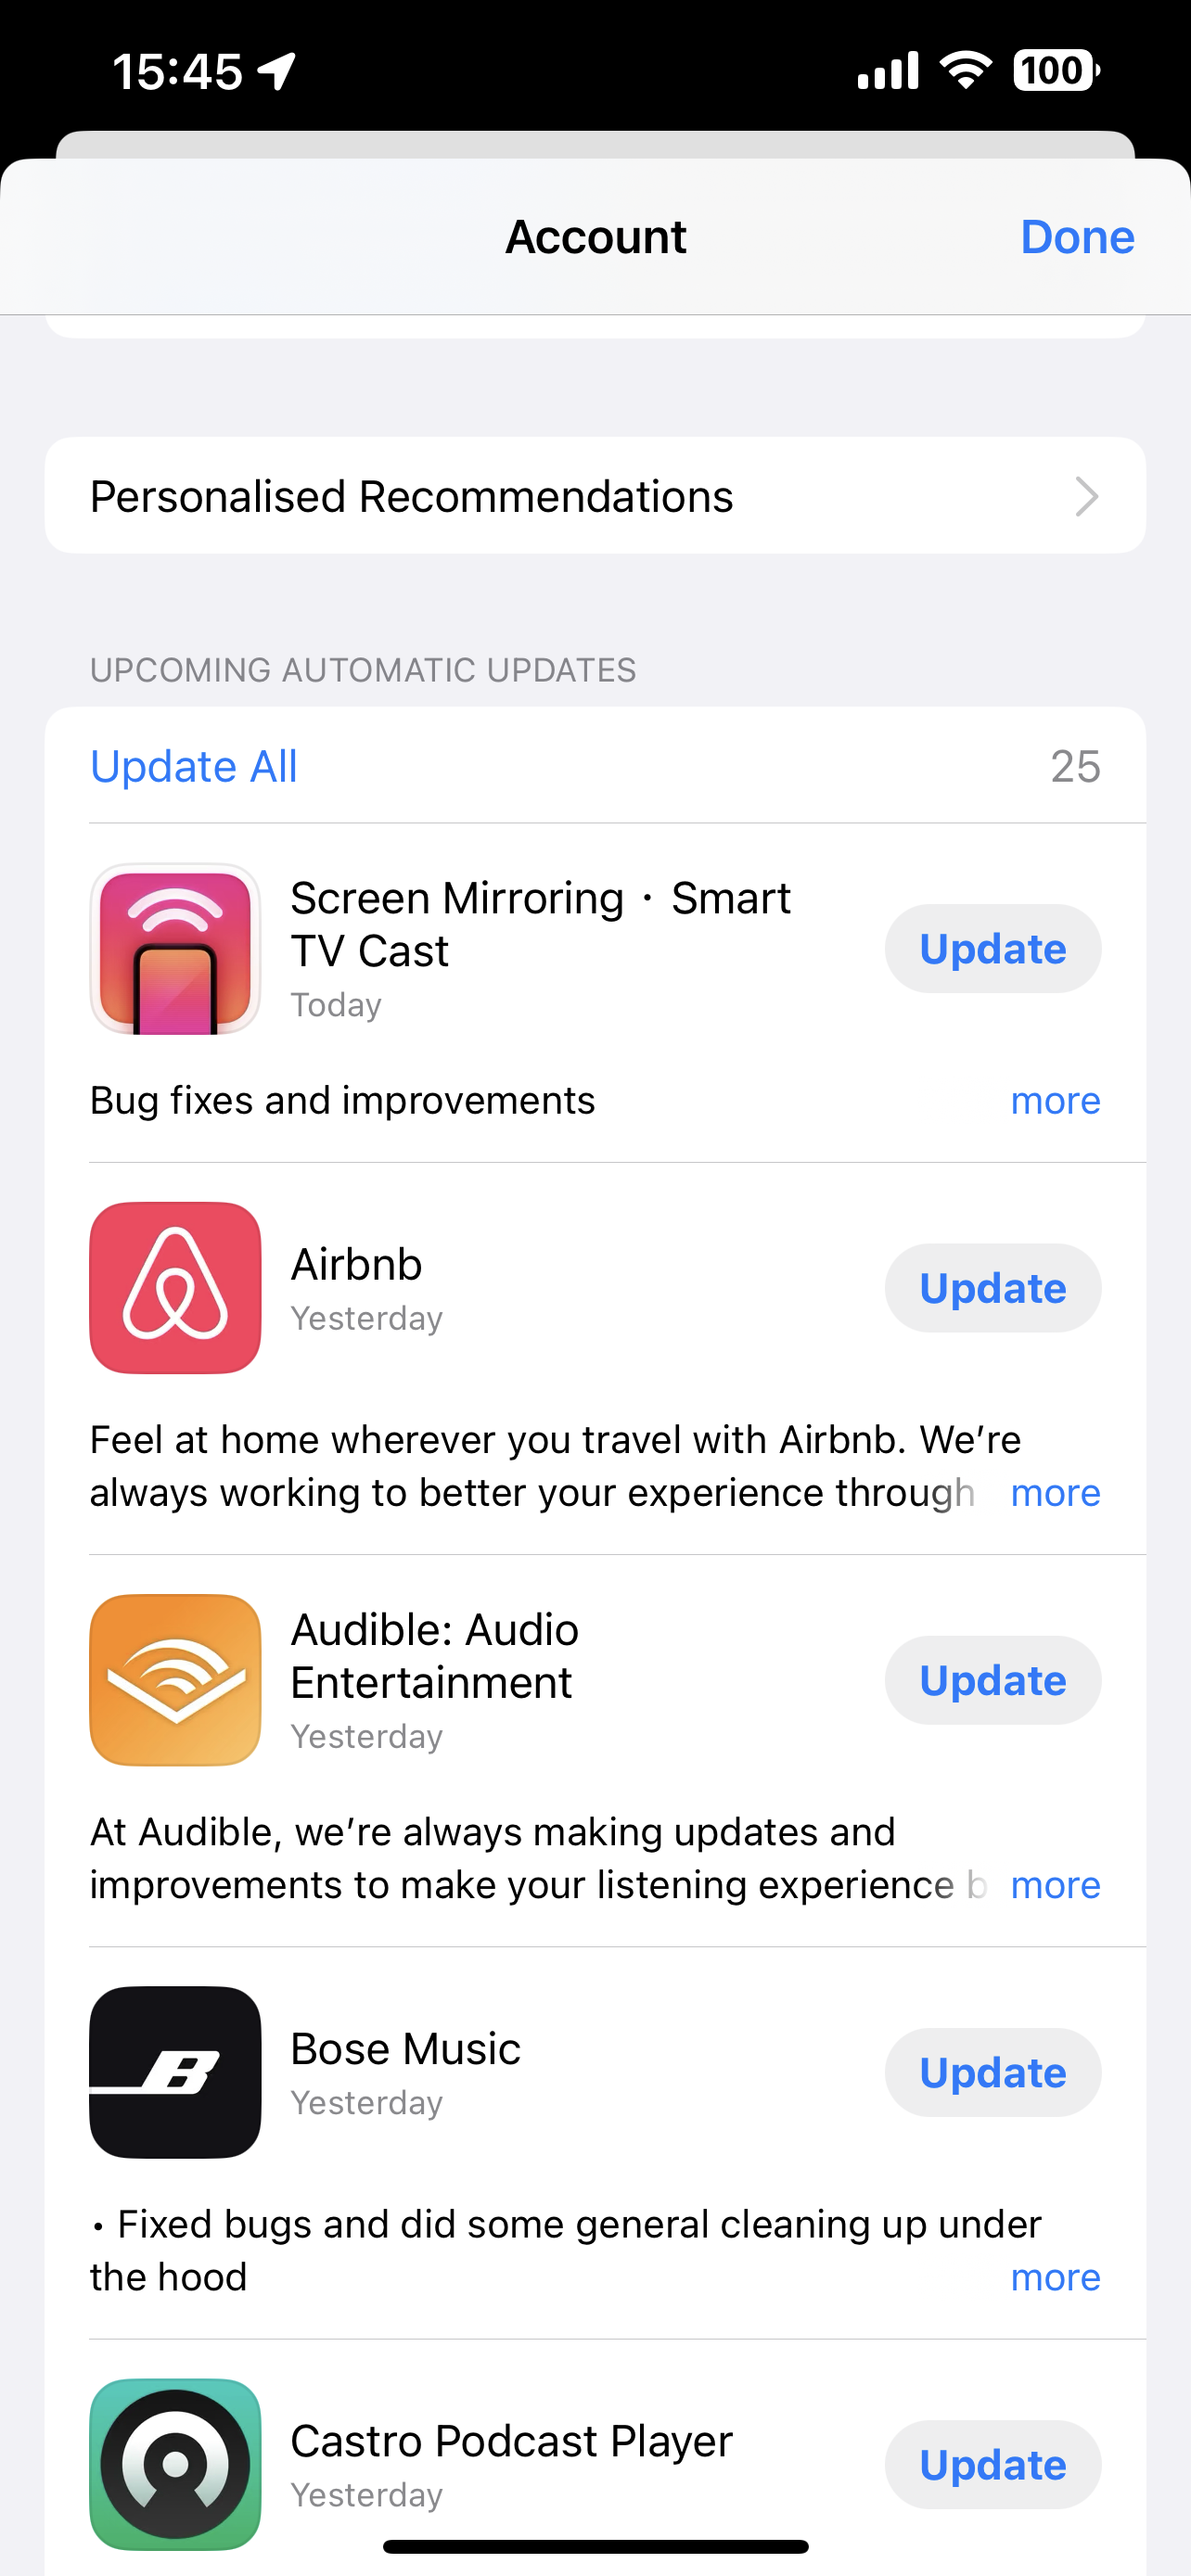 15:45
100
Account
Done
Personalised Recommendations
UPCOMING AUTOMATIC UPDATES
Update All
25
Screen Mirroring · Smart
TV Cast
Today
Update
Bug fixes and improvements
more
Airbnb
Yesterday
Update
Feel at home wherever you travel with Airbnb. We’re
always working to better your experience through
more
Audible: Audio
Entertainment
Yesterday
Update
At Audible, we’re always making updates and
improvements to make your listening experience b
more
B
Bose Music
Yesterday
Update
• Fixed bugs and did some general cleaning up under
the hood
more
Castro Podcast Player
Yesterday
Update